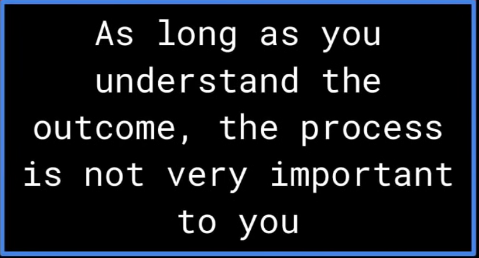 As long as you
understand the
outcome, the process
is not very important
to you